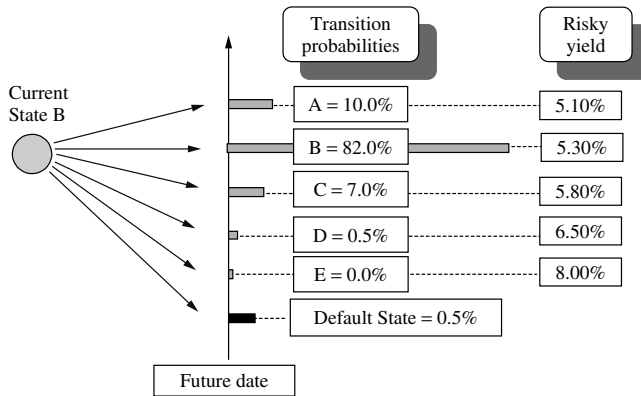 Transition
probabilities
Risky
yield
Current
State B
A = 10.0%
5.10%
B = 82.0%
5.30%
C = 7.0%
5.80%
D = 0.5%
6.50%
E = 0.0%
8.00%
Default State = 0.5%
Future date